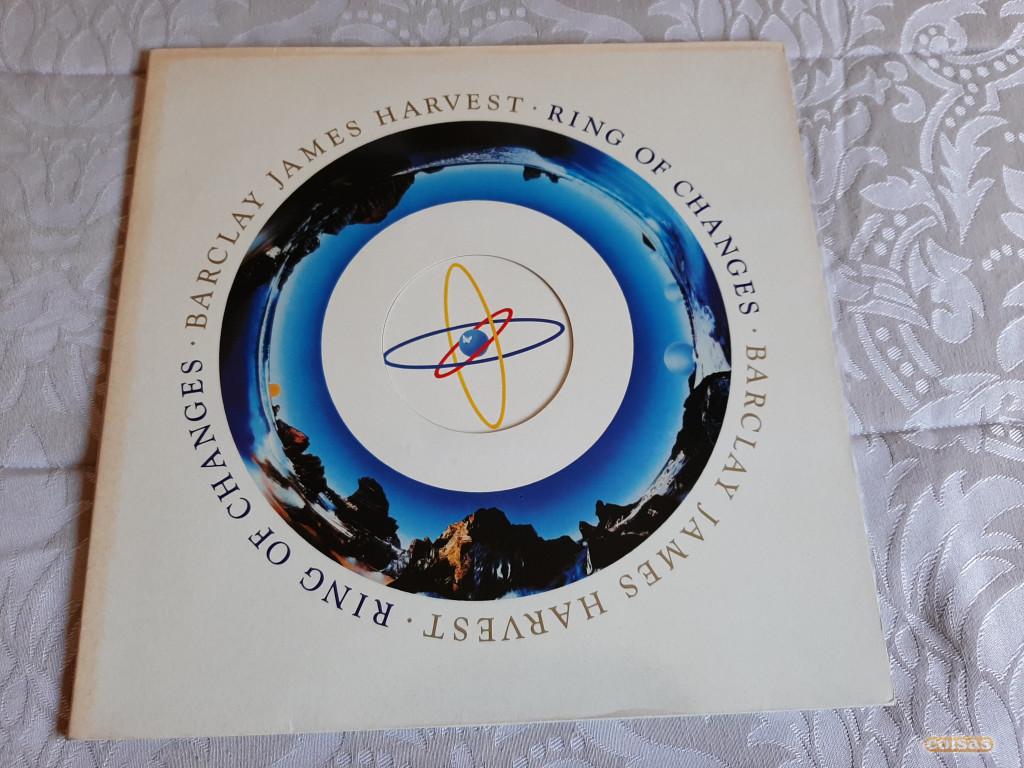 BARCLAY JAMES HARVEST · RING OF CHANGES · BARCLAY JAMES HARVEST · RING OF CHANGES ·
coisas